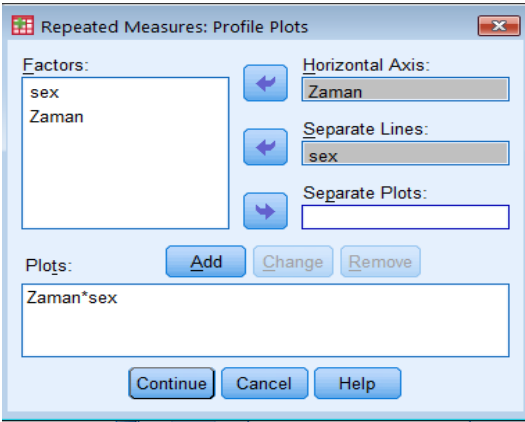 Repeated Measures: Profile Plots
Factors:
sex
Zaman
Horizontal Axis:
Zaman
Separate Lines:
sex
Separate Plots:
Plots:
Add Change Remove
Zaman*sex
Continue Cancel Help